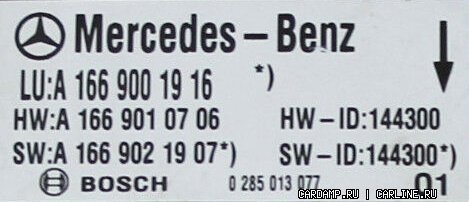 Mercedes – Benz
LU:A 166 900 19 16 *)
HW:A 166 901 07 06 HW – ID:144300
SW:A 166 902 19 07*) SW – ID:144300*)
BOSCH 0 285 013 077 01
CARDAMP.RU | CARLINE.RU